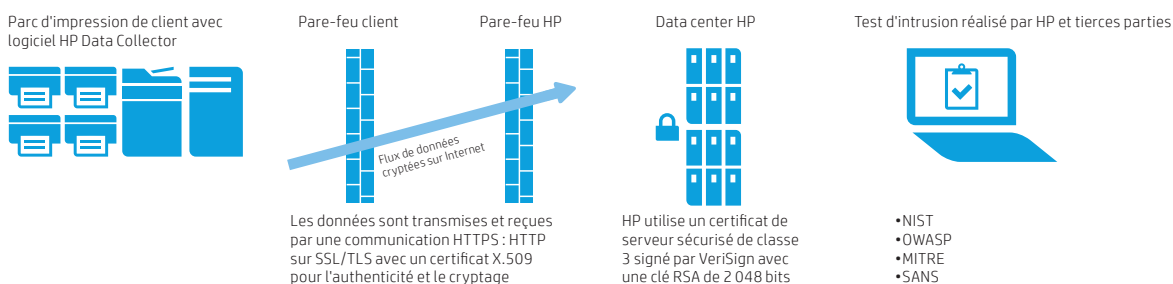 Parc d'impression de client avec
logiciel HP Data Collector
Pare-feu client
Pare-feu HP
Data center HP
Test d'intrusion réalisé par HP et tierces parties
Flux de données
cryptées sur Internet
Les données sont transmises et reçues
par une communication HTTPS : HTTP
sur SSL/TLS avec un certificat X.509
pour l'authenticité et le cryptage
HP utilise un certificat de
serveur sécurisé de classe
3 signé par VeriSign avec
une clé RSA de 2 048 bits
•NIST
•OWASP
•MITRE
•SANS